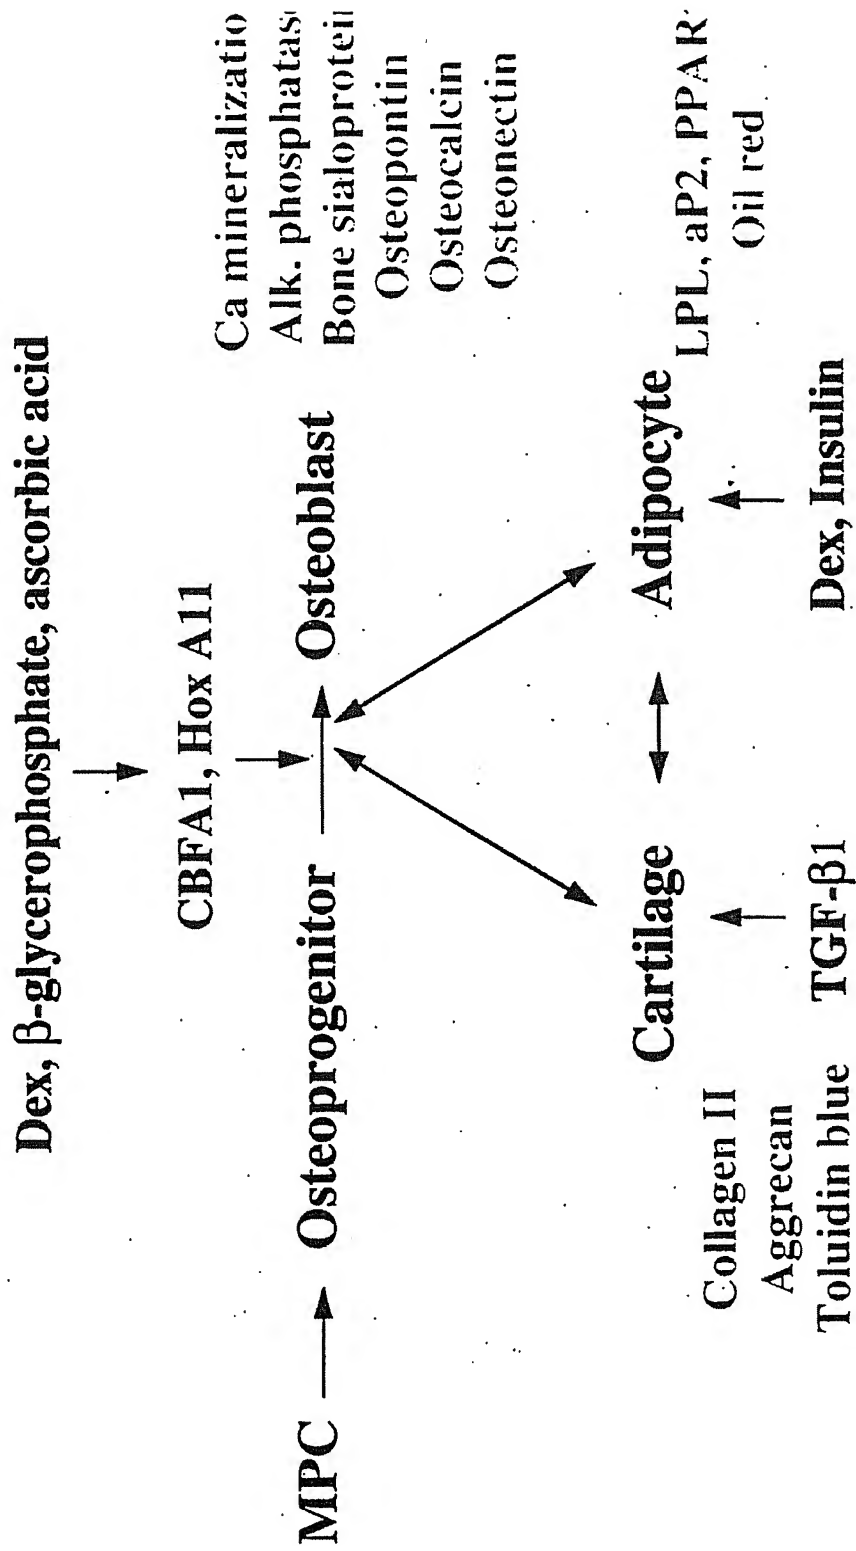 Dex, β-glycerophosphate, ascorbic acid
CBFA1, Hox A11
MPC
Osteoprogenitor
Osteoblast
Ca mineralizatio
Alk. phosphatas
Bone sialoprotei
Osteopontin
Osteocalcin
Osteonectin
Cartilage
Adipocyte
Collagen II
Aggrecan
Toluidin blue
TGF-β1
LPL, aP2, PPAR
Oil red
Dex, Insulin